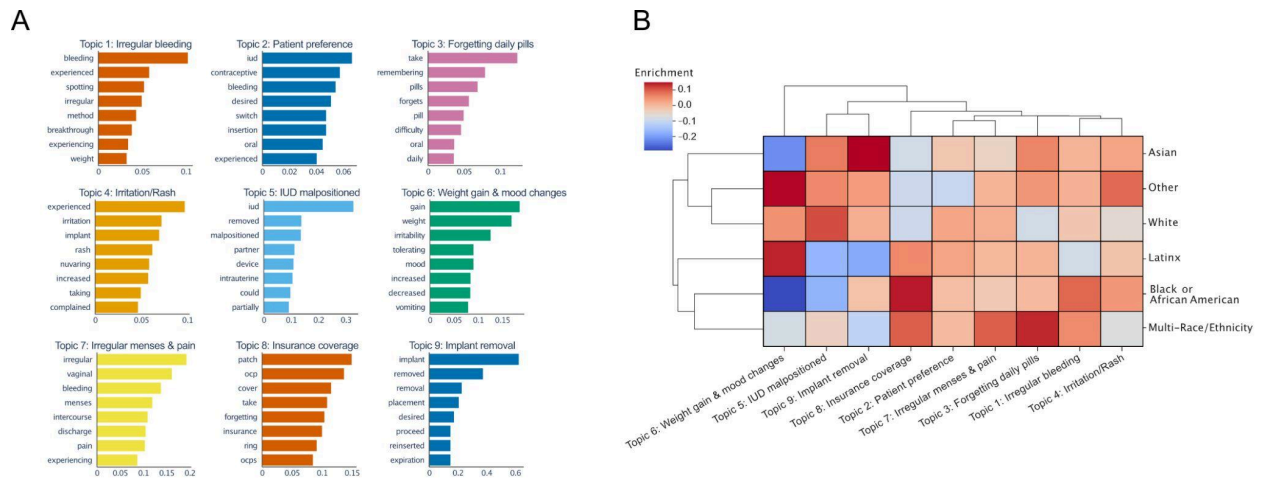 A
Topic 1: Irregular bleeding
bleeding
experienced
spotting
irregular
method
breakthrough
experiencing
weight
0 0.05 0.1
Topic 2: Patient preference
iud
contraceptive
bleeding
desired
switch
insertion
oral
experienced
0 0.02 0.04 0.06
Topic 3: Forgetting daily pills
take
remembering
pills
forgets
pill
difficulty
oral
daily
0 0.05 0.1
Topic 4: Irritation/Rash
experienced
irritation
implant
rash
nuvaring
increased
taking
complained
0 0.05 0.1
Topic 5: IUD malpositioned
iud
removed
malpositioned
partner
device
intrauterine
could
partially
0 0.1 0.2 0.3
Topic 6: Weight gain & mood changes
gain
weight
irritability
tolerating
mood
increased
decreased
vomiting
0 0.05 0.1 0.15
Topic 7: Irregular menses & pain
irregular
vaginal
bleeding
menses
intercourse
discharge
pain
experiencing
0 0.05 0.1 0.15 0.2
Topic 8: Insurance coverage
patch
ocp
cover
take
forgetting
insurance
ring
ocps
0 0.05 0.1 0.15
Topic 9: Implant removal
implant
removed
removal
placement
desired
proceed
reinserted
expiration
0 0.2 0.4 0.6
B
Enrichment
0.1
0.0
-0.1
-0.2
Asian
Other
White
Latinx
Black or
African American
Multi-Race/Ethnicity
Topic 6: Weight gain & mood changes
Topic 5: IUD malpositioned
Topic 9: Implant removal
Topic 8: Insurance coverage
Topic 2: Patient preference
Topic 7: Irregular menses & pain
Topic 3: Forgetting daily pills
Topic 1: Irregular bleeding
Topic 4: Irritation/Rash